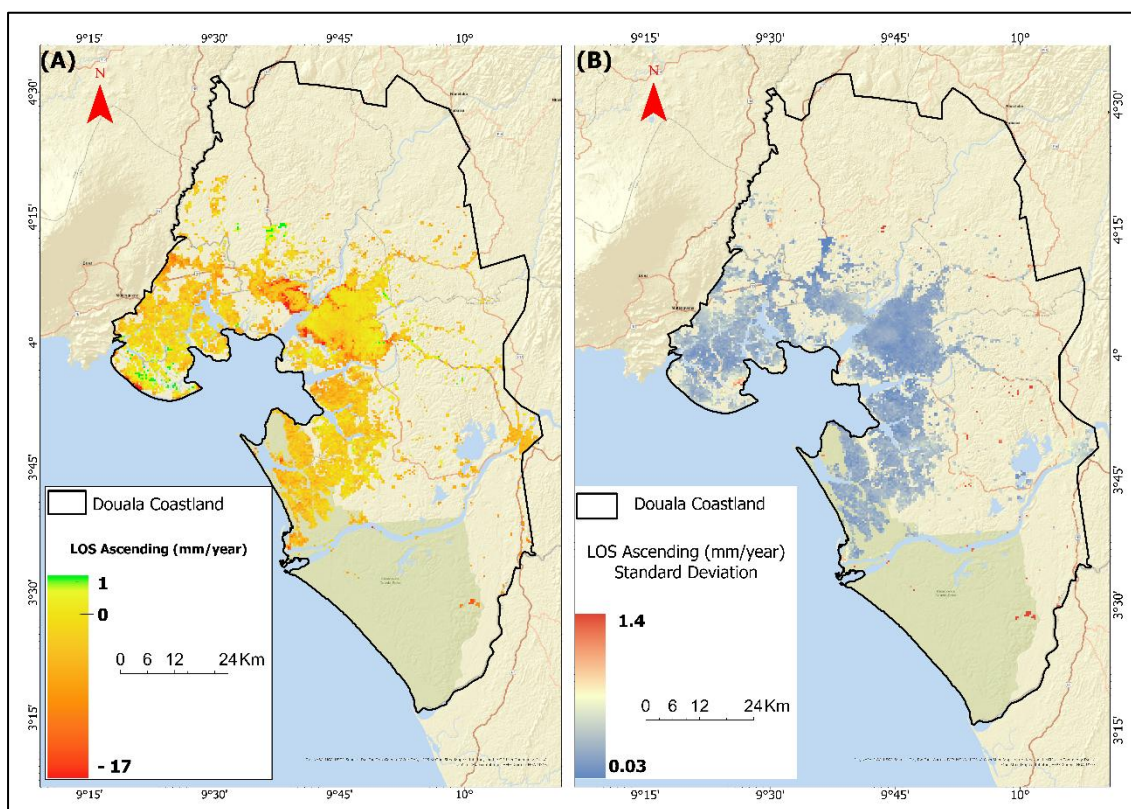 9°15' 9°30' 9°45' 10° 9°15' 9°30' 9°45' 10°
(A) (B)
N N
4°30' 4°30'
4°15' 4°15'
4° 4°
3°45' 3°45'
3°30' 3°30'
3°15' 3°15'
Douala Coastland
LOS Ascending (mm/year)
1
0
- 17
0 6 12 24 Km
Douala Coastland
LOS Ascending (mm/year)
Standard Deviation
1.4
0.03
0 6 12 24 Km
9°15' 9°30' 9°45' 10° 9°15' 9°30' 9°45' 10°